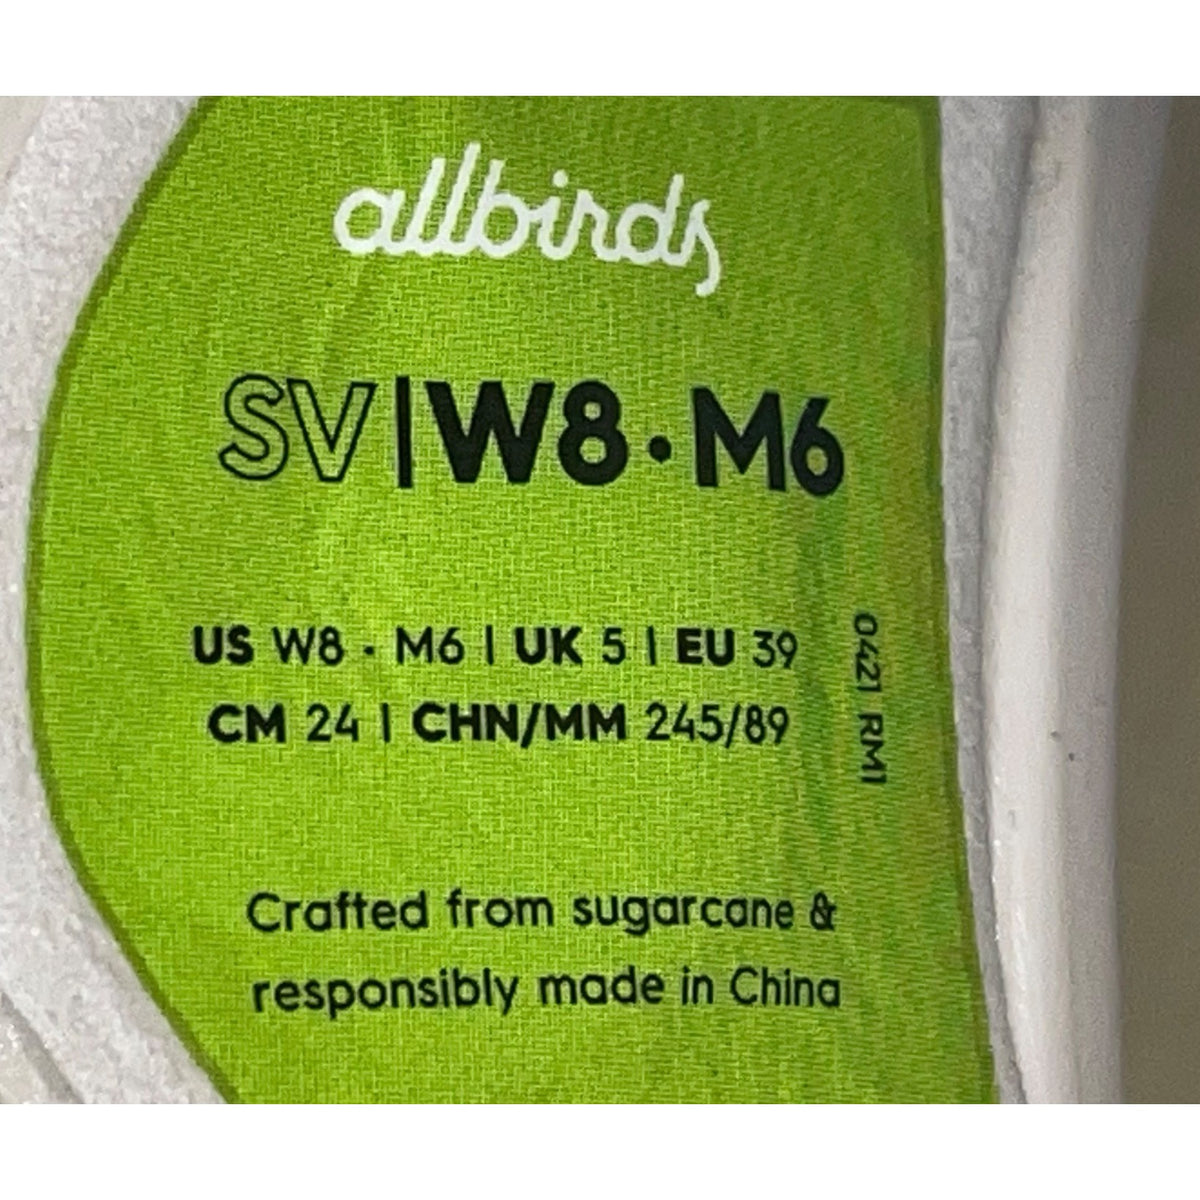 allbirds
SV|W8·M6
US W8 · M6 | UK 5 | EU 39
CM 24 | CHN/MM 245/89
0421 RM1
Crafted from sugarcane &
responsibly made in China